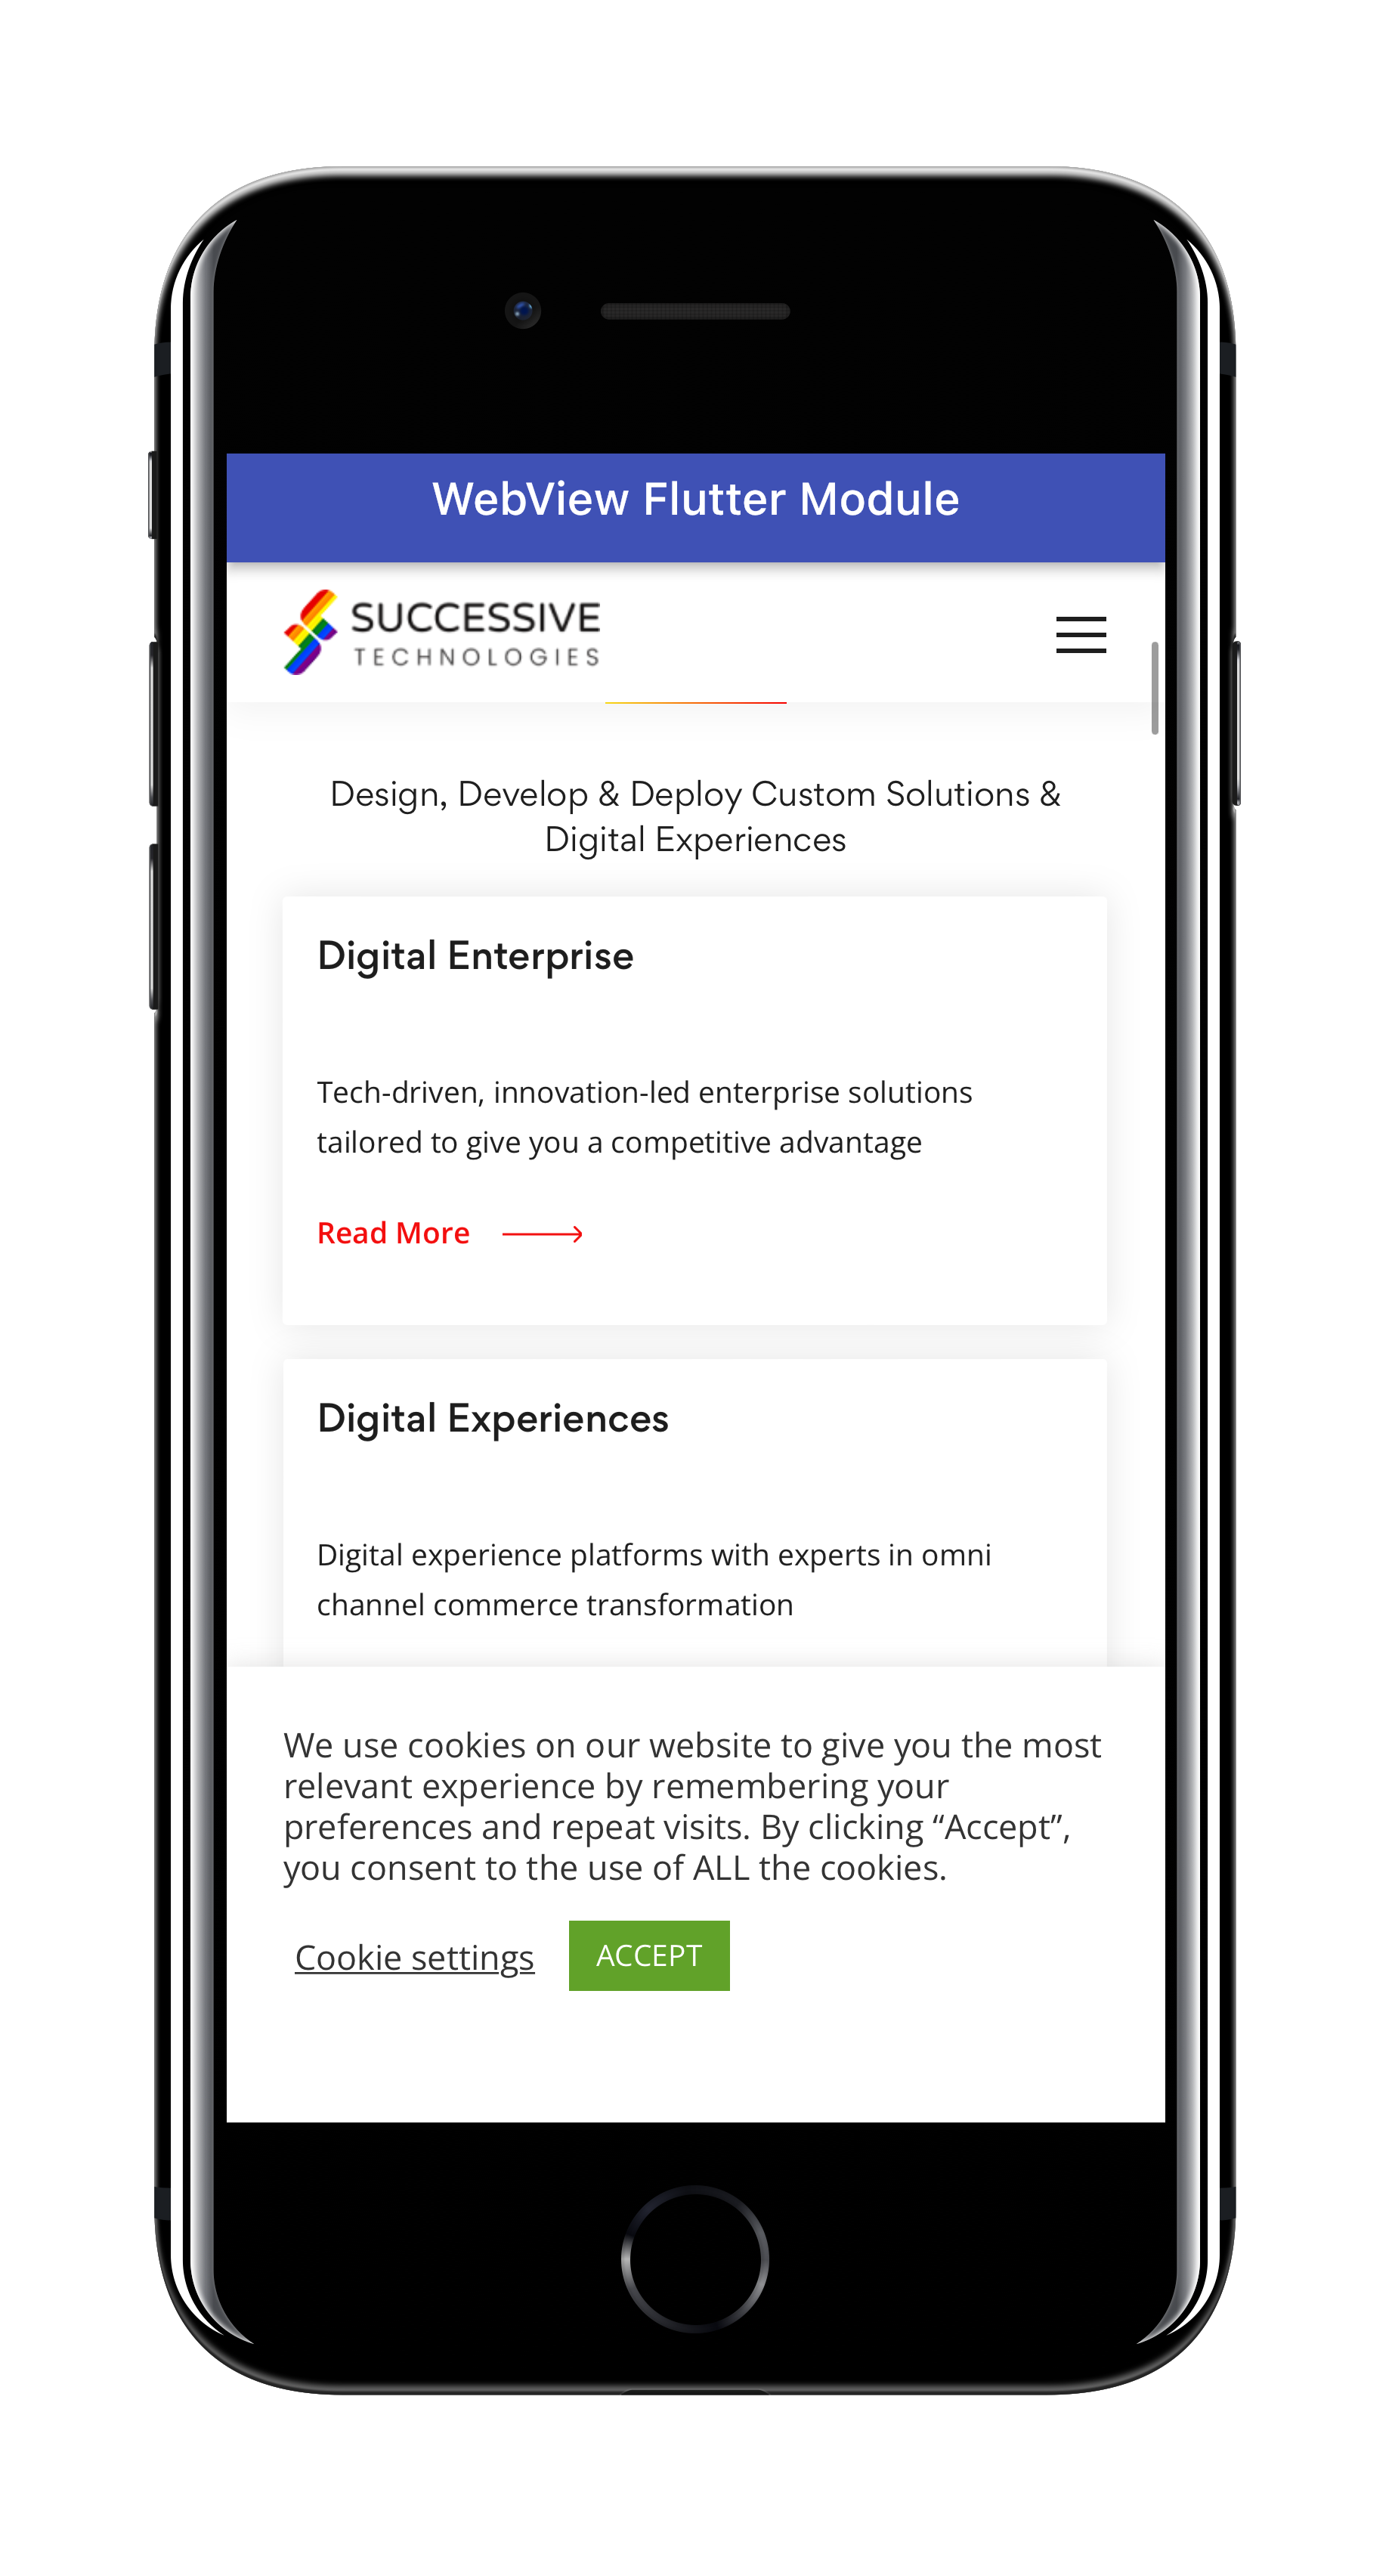 WebView Flutter Module
SUCCESSIVE
TECHNOLOGIES
Design, Develop & Deploy Custom Solutions &
Digital Experiences
Digital Enterprise
Tech-driven, innovation-led enterprise solutions
tailored to give you a competitive advantage
Read More
Digital Experiences
Digital experience platforms with experts in omni
channel commerce transformation
We use cookies on our website to give you the most
relevant experience by remembering your
preferences and repeat visits. By clicking “Accept”,
you consent to the use of ALL the cookies.
Cookie settings
ACCEPT